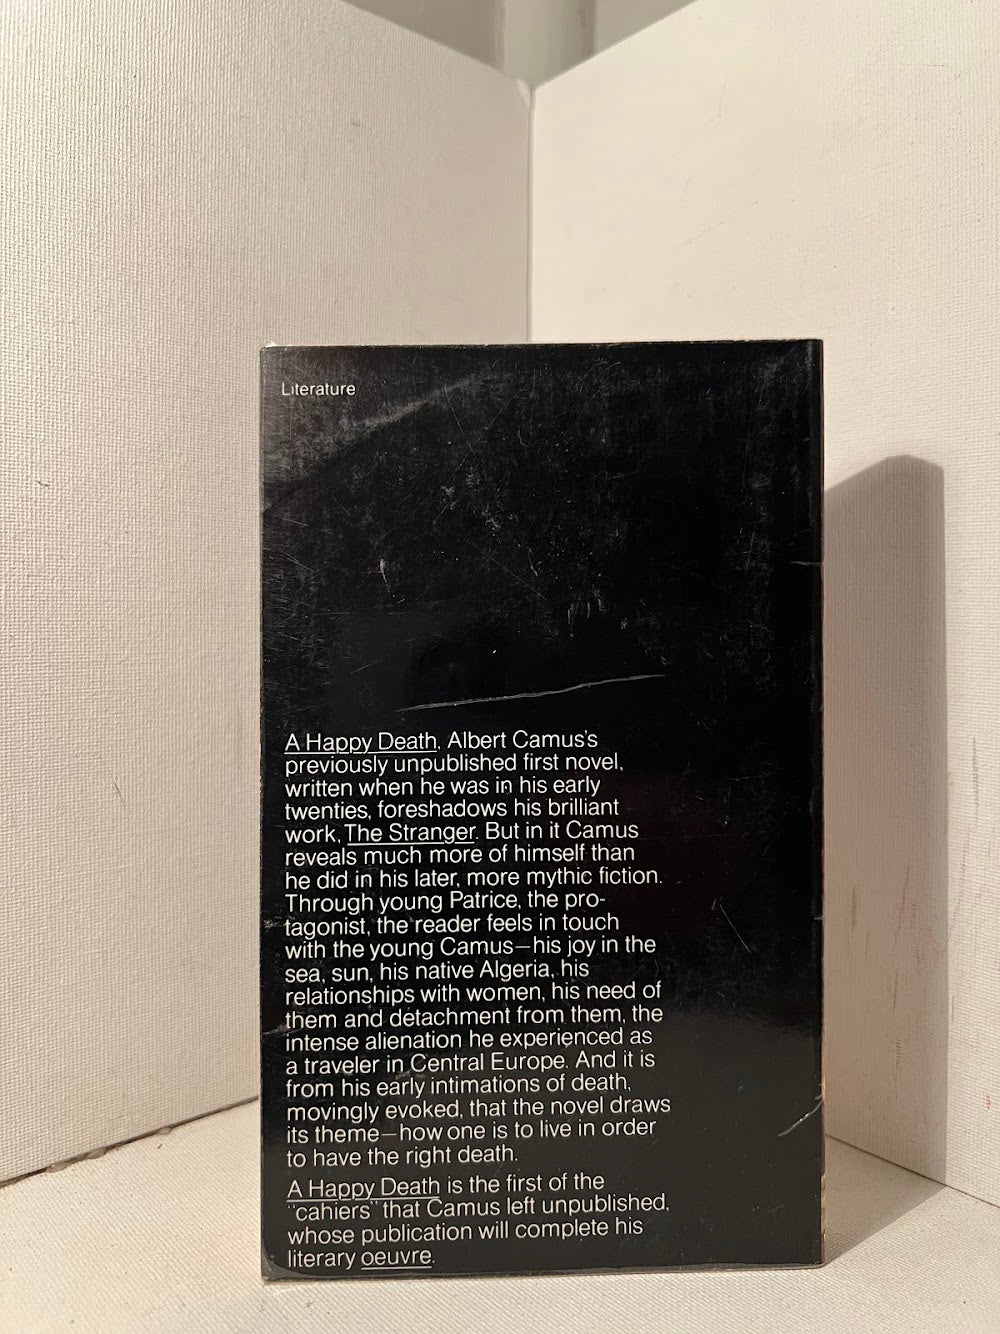 Literature
A Happy Death, Albert Camus's
previously unpublished first novel,
written when he was in his early
twenties, foreshadows his brilliant
work, The Stranger. But in it Camus
reveals much more of himself than
he did in his later, more mythic fiction.
Through young Patrice, the pro-
tagonist, the reader feels in touch
with the young Camus—his joy in the
sea, sun, his native Algeria, his
relationships with women, his need of
them and detachment from them, the
intense alienation he experienced as
a traveler in Central Europe. And it is
from his early intimations of death,
movingly evoked, that the novel draws
its theme—how one is to live in order
to have the right death.
A Happy Death is the first of the
"cahiers" that Camus left unpublished,
whose publication will complete his
literary oeuvre.